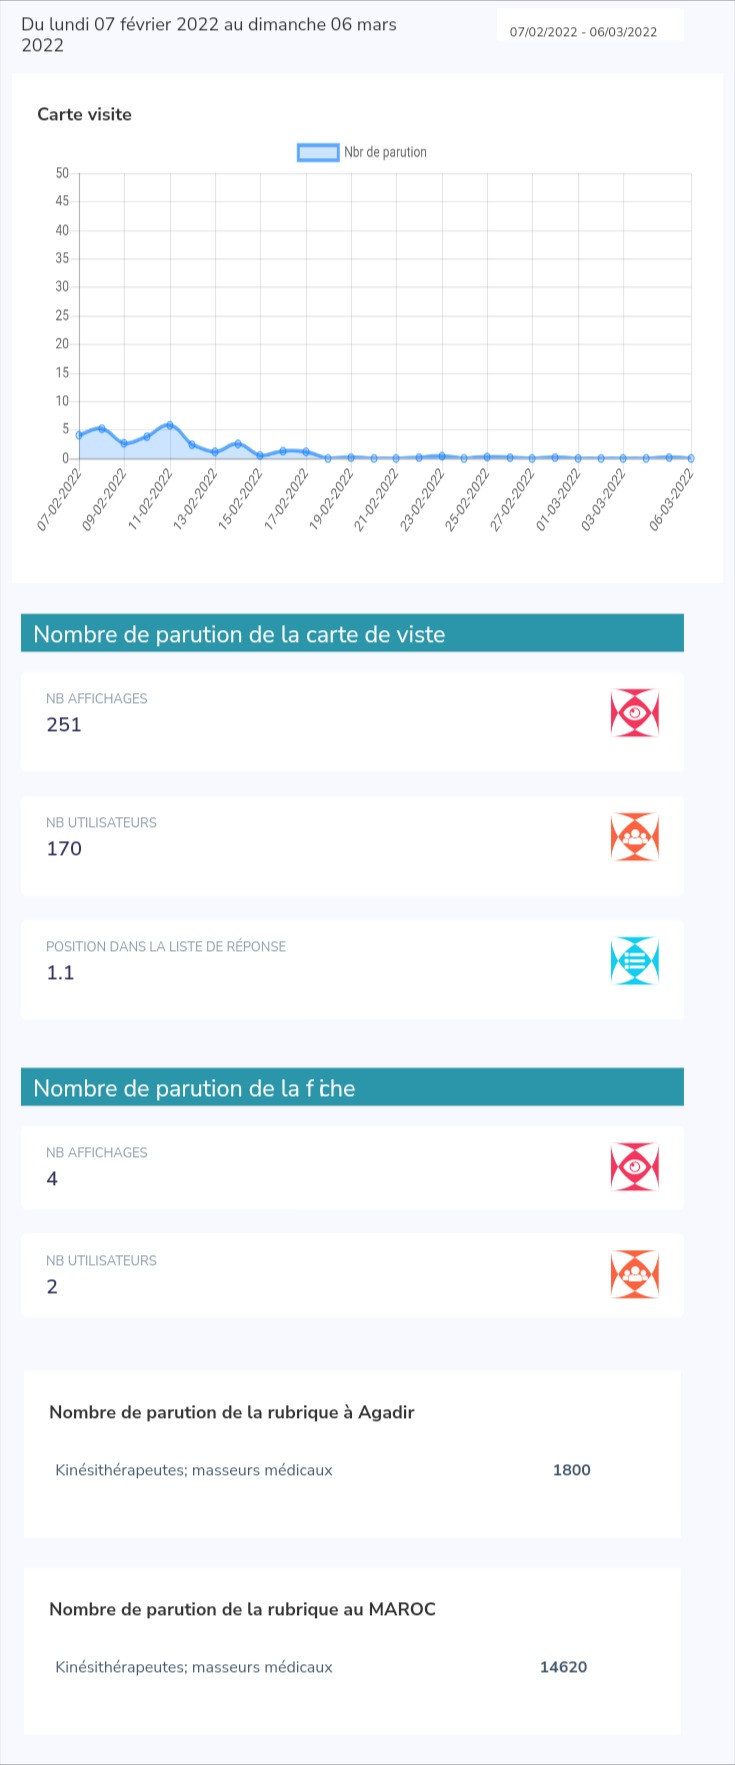 Du lundi 07 février 2022 au dimanche 06 mars
2022
07/02/2022 - 06/03/2022
Carte visite
Nbr de parution
50
45
40
35
30
25
20
15
10
5
0
07-02-2022
09-02-2022
11-02-2022
13-02-2022
15-02-2022
17-02-2022
19-02-2022
21-02-2022
23-02-2022
25-02-2022
27-02-2022
01-03-2022
03-03-2022
06-03-2022
Nombre de parution de la carte de viste
NB AFFICHAGES
251
NB UTILISATEURS
170
POSITION DANS LA LISTE DE RÉPONSE
1.1
Nombre de parution de la fiche
NB AFFICHAGES
4
NB UTILISATEURS
2
Nombre de parution de la rubrique à Agadir
Kinésithérapeutes; masseurs médicaux 1800
Nombre de parution de la rubrique au MAROC
Kinésithérapeutes; masseurs médicaux 14620